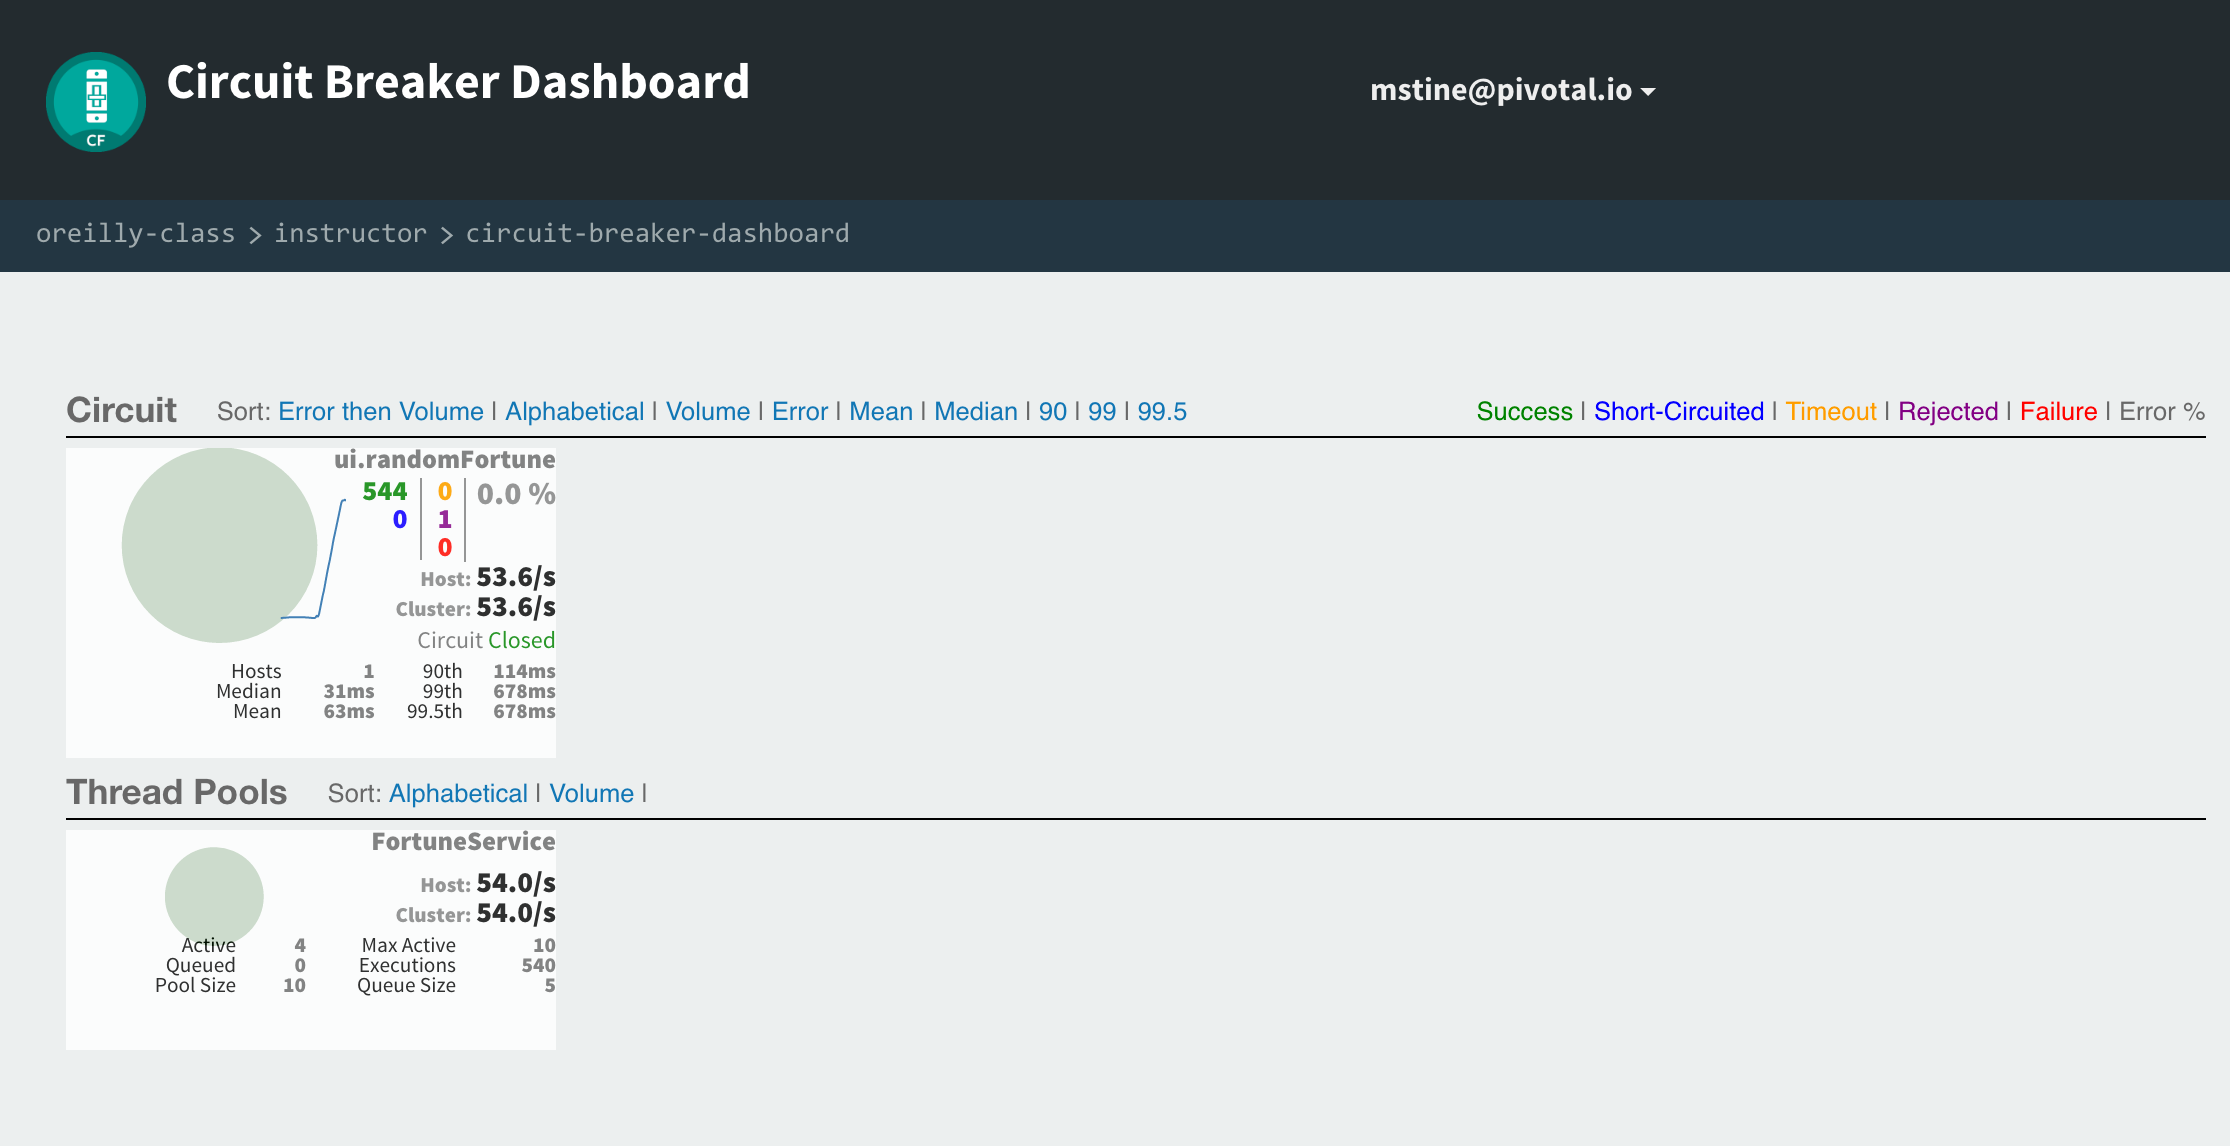 Circuit Breaker Dashboard
mstine@pivotal.io
CF
oreilly-class > instructor > circuit-breaker-dashboard
Circuit Sort: Error then Volume | Alphabetical | Volume | Error | Mean | Median | 90 | 99 | 99.5 Success | Short-Circuited | Timeout | Rejected | Failure | Error %
ui.randomFortune
544 0 0.0 %
0 1
0
Host: 53.6/s
Cluster: 53.6/s
Circuit Closed
Hosts 1 90th 114ms
Median 31ms 99th 678ms
Mean 63ms 99.5th 678ms
Thread Pools Sort: Alphabetical | Volume |
FortuneService
Host: 54.0/s
Cluster: 54.0/s
Active 4 Max Active 10
Queued 0 Executions 540
Pool Size 10 Queue Size 5